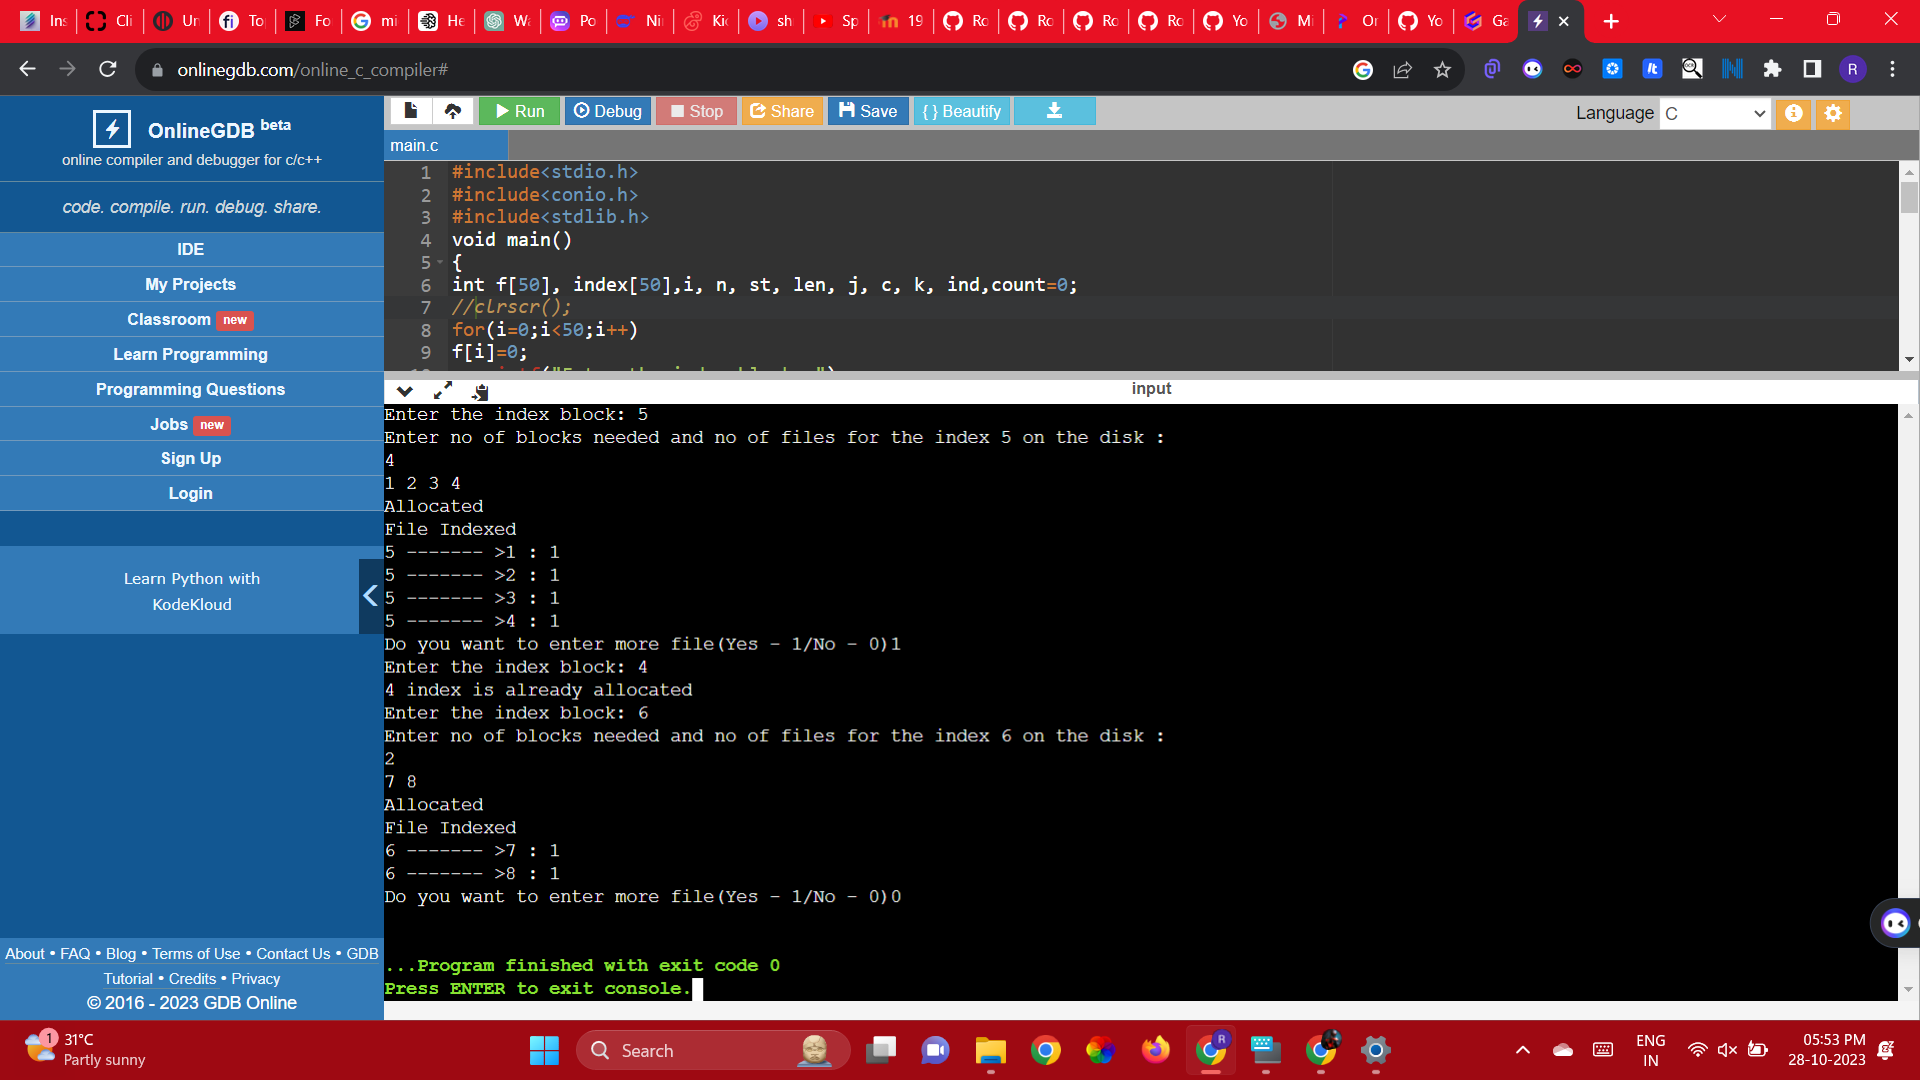 Ins
Cli
Un
To
Fo
mi
He
Wa
Po
Nii
Kic
sh
Sp
19
Ro
Ro
Ro
Ro
Yo
Mi
Or
Yo
Ga
onlinegdb.com/online_c_compiler#
R
OnlineGDB beta
online compiler and debugger for c/c++
code. compile. run. debug. share.
IDE
My Projects
Classroom new
Learn Programming
Programming Questions
Jobs new
Sign Up
Login
Learn Python with
KodeKloud
About • FAQ • Blog • Terms of Use • Contact Us • GDB
Tutorial • Credits • Privacy
© 2016 - 2023 GDB Online
Run Debug Stop Share Save { } Beautify
Language C
main.c
1 #include<stdio.h>
2 #include<conio.h>
3 #include<stdlib.h>
4 void main()
5 {
6 int f[50], index[50],i, n, st, len, j, c, k, ind,count=0;
7 //clrscr();
8 for(i=0;i<50;i++)
9 f[i]=0;
input
Enter the index block: 5
Enter no of blocks needed and no of files for the index 5 on the disk :
4
1 2 3 4
Allocated
File Indexed
5 ------- >1 : 1
5 ------- >2 : 1
5 ------- >3 : 1
5 ------- >4 : 1
Do you want to enter more file(Yes - 1/No - 0)1
Enter the index block: 4
4 index is already allocated
Enter the index block: 6
Enter no of blocks needed and no of files for the index 6 on the disk :
2
7 8
Allocated
File Indexed
6 ------- >7 : 1
6 ------- >8 : 1
Do you want to enter more file(Yes - 1/No - 0)0
...Program finished with exit code 0
Press ENTER to exit console.
1
31°C
Partly sunny
Search
ENG
IN
05:53 PM
28-10-2023